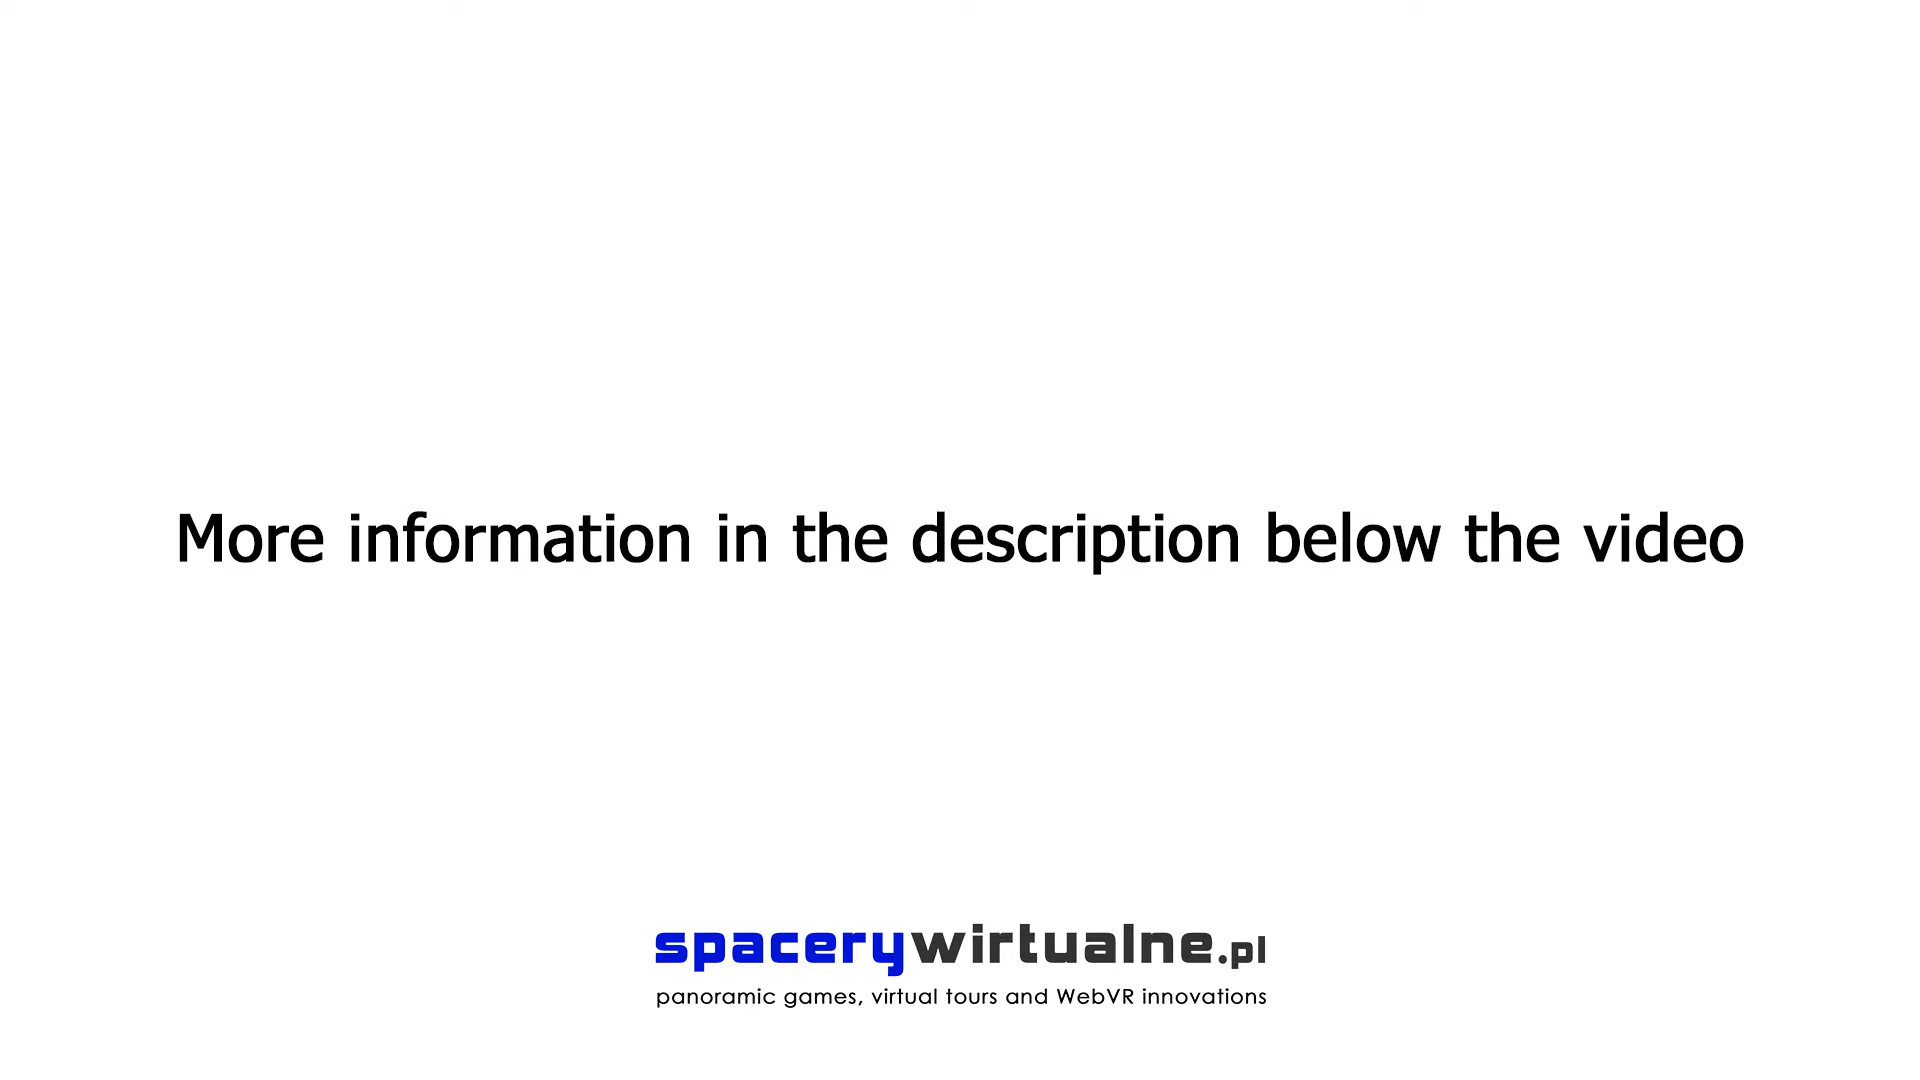 More information in the description below the video
spacerywirtualne.pl
panoramic games, virtual tours and WebVR innovations